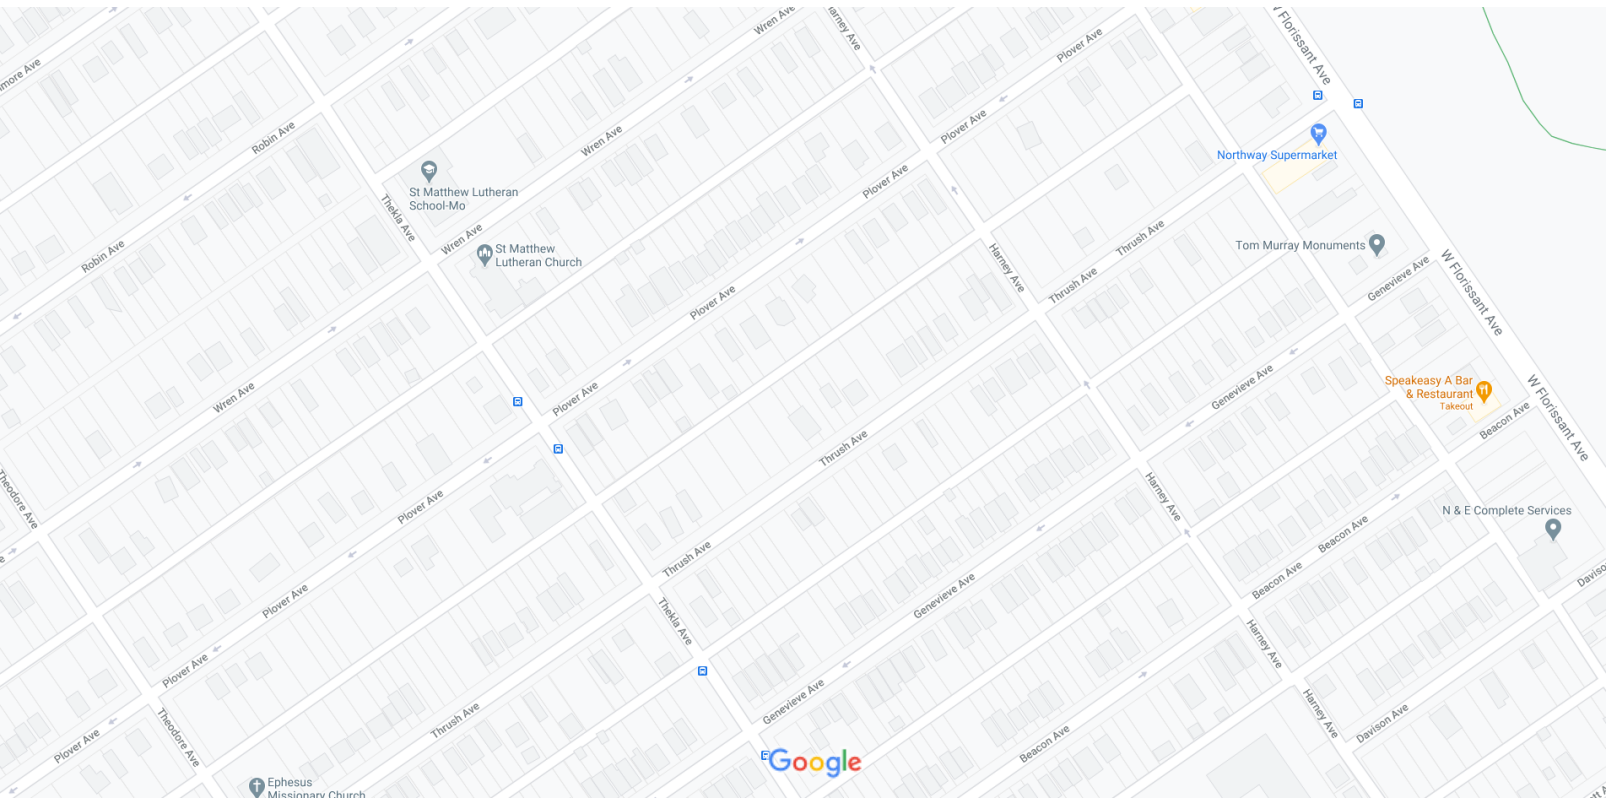 Wren Ave
Harney Ave
W Florissant Ave
Plover Ave
Robin Ave
Plover Ave
Wren Ave
Northway Supermarket
St Matthew Lutheran
School-Mo
Plover Ave
Thekla Ave
Wren Ave
Thrush Ave
Robin Ave
St Matthew
Lutheran Church
Harney Ave
Tom Murray Monuments
Genevieve Ave
W Florissant Ave
Thrush Ave
Plover Ave
Wren Ave
Plover Ave
Genevieve Ave
Speakeasy A Bar
& Restaurant
Takeout
W Florissant Ave
Beacon Ave
Thrush Ave
Theodore Ave
Plover Ave
Harney Ave
N & E Complete Services
Beacon Ave
Thrush Ave
Plover Ave
Genevieve Ave
Beacon Ave
Thekla Ave
Harney Ave
Plover Ave
Genevieve Ave
Thrush Ave
Harney Ave
Davison Ave
Theodore Ave
Plover Ave
Beacon Ave
Google
Ephesus
Missionary Church